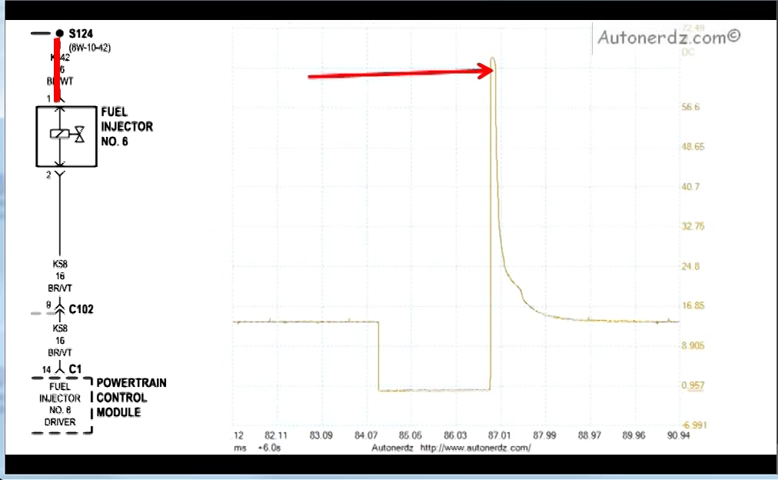 S124
(8W-10-42)
BR/WT
1
FUEL
INJECTOR
NO. 6
2
K58
16
BR/VT
9 C102
K58
16
BR/VT
14 C1
FUEL
INJECTOR
NO. 6
DRIVER
POWERTRAIN
CONTROL
MODULE
Autonerdz.com©
72.49
DC
56.6
48.65
40.7
32.75
24.8
16.85
8.905
0.957
-6.991
.12 82.11 83.09 84.07 85.05 86.03 87.01 87.99 88.97 89.96 90.94
ms +6.0s Autonerdz http://www.autonerdz.com/